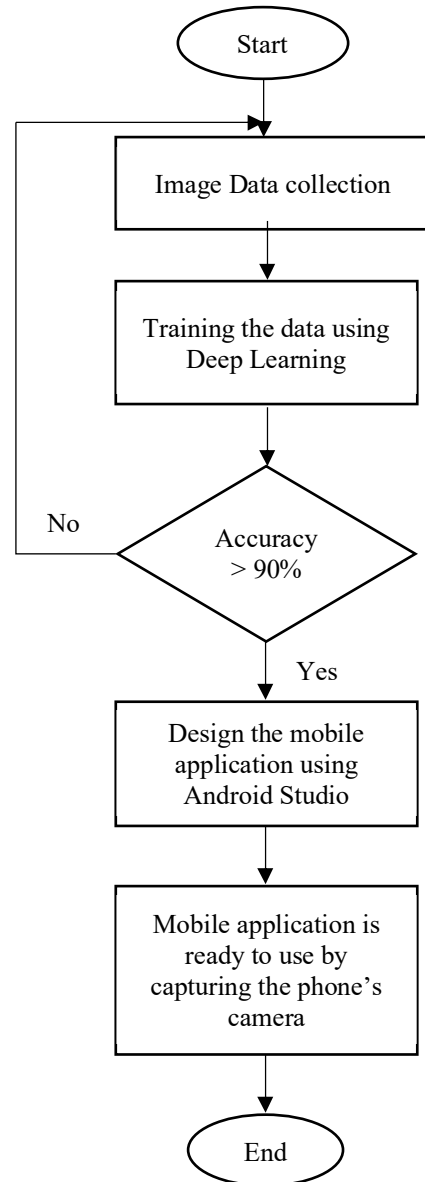 Start
Image Data collection
Training the data using
Deep Learning
No
Accuracy
> 90%
Yes
Design the mobile
application using
Android Studio
Mobile application is
ready to use by
capturing the phone’s
camera
End